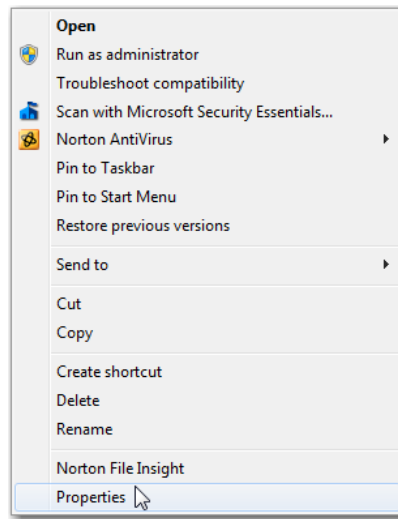 Open
Run as administrator
Troubleshoot compatibility
Scan with Microsoft Security Essentials...
Norton AntiVirus
Pin to Taskbar
Pin to Start Menu
Restore previous versions
Send to
Cut
Copy
Create shortcut
Delete
Rename
Norton File Insight
Properties